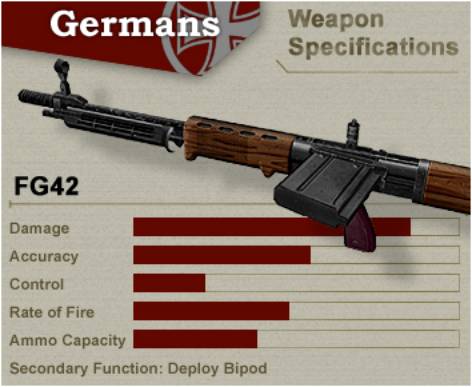 Germans
Weapon
Specifications
FG42
Damage
Accuracy
Control
Rate of Fire
Ammo Capacity
Secondary Function: Deploy Bipod